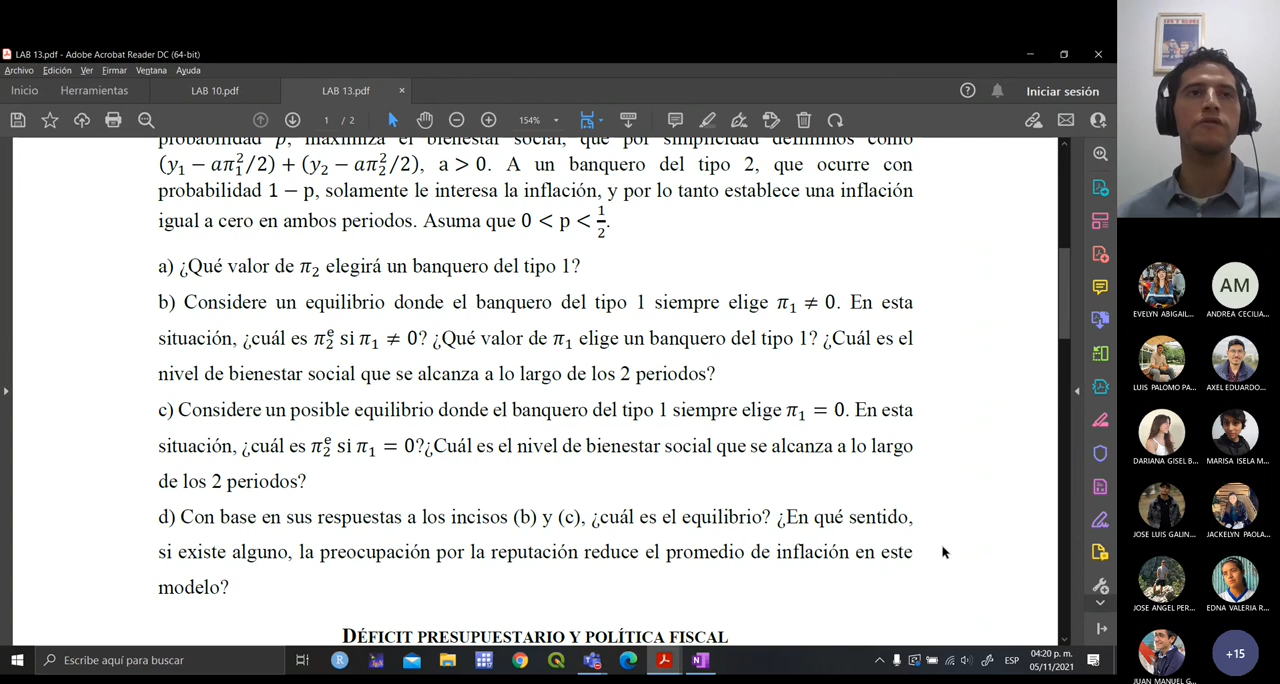 LAB 13.pdf - Adobe Acrobat Reader DC (64-bit)
Archivo Edición Ver Firmar Ventana Ayuda
Inicio Herramientas LAB 10.pdf LAB 13.pdf × Iniciar sesión
1 / 2 154%
probabilidad p, maximiza el bienestar social, que por simplicidad definimos como
(y₁ − aπ₁²/2) + (y₂ − aπ₂²/2), a > 0. A un banquero del tipo 2, que ocurre con
probabilidad 1 − p, solamente le interesa la inflación, y por lo tanto establece una inflación
igual a cero en ambos periodos. Asuma que 0 < p < 1/2.
a) ¿Qué valor de π₂ elegirá un banquero del tipo 1?
b) Considere un equilibrio donde el banquero del tipo 1 siempre elige π₁ ≠ 0. En esta
situación, ¿cuál es π₂ᵉ si π₁ ≠ 0? ¿Qué valor de π₁ elige un banquero del tipo 1? ¿Cuál es el
nivel de bienestar social que se alcanza a lo largo de los 2 periodos?
c) Considere un posible equilibrio donde el banquero del tipo 1 siempre elige π₁ = 0. En esta
situación, ¿cuál es π₂ᵉ si π₁ = 0?¿Cuál es el nivel de bienestar social que se alcanza a lo largo
de los 2 periodos?
d) Con base en sus respuestas a los incisos (b) y (c), ¿cuál es el equilibrio? ¿En qué sentido,
si existe alguno, la preocupación por la reputación reduce el promedio de inflación en este
modelo?
DÉFICIT PRESUPUESTARIO Y POLÍTICA FISCAL
Escribe aquí para buscar
ESP
04:20 p. m.
05/11/2021
AM
EVELYN ABIGAIL... ANDREA CECILIA...
LUIS PALOMO PA... AXEL EDUARDO...
DARIANA GISEL B... MARISA ISELA M...
JOSE LUIS GALIN... JACKELYN PAOLA...
JOSE ANGEL PER... EDNA VALERIA R...
JUAN MANUEL G...
+15